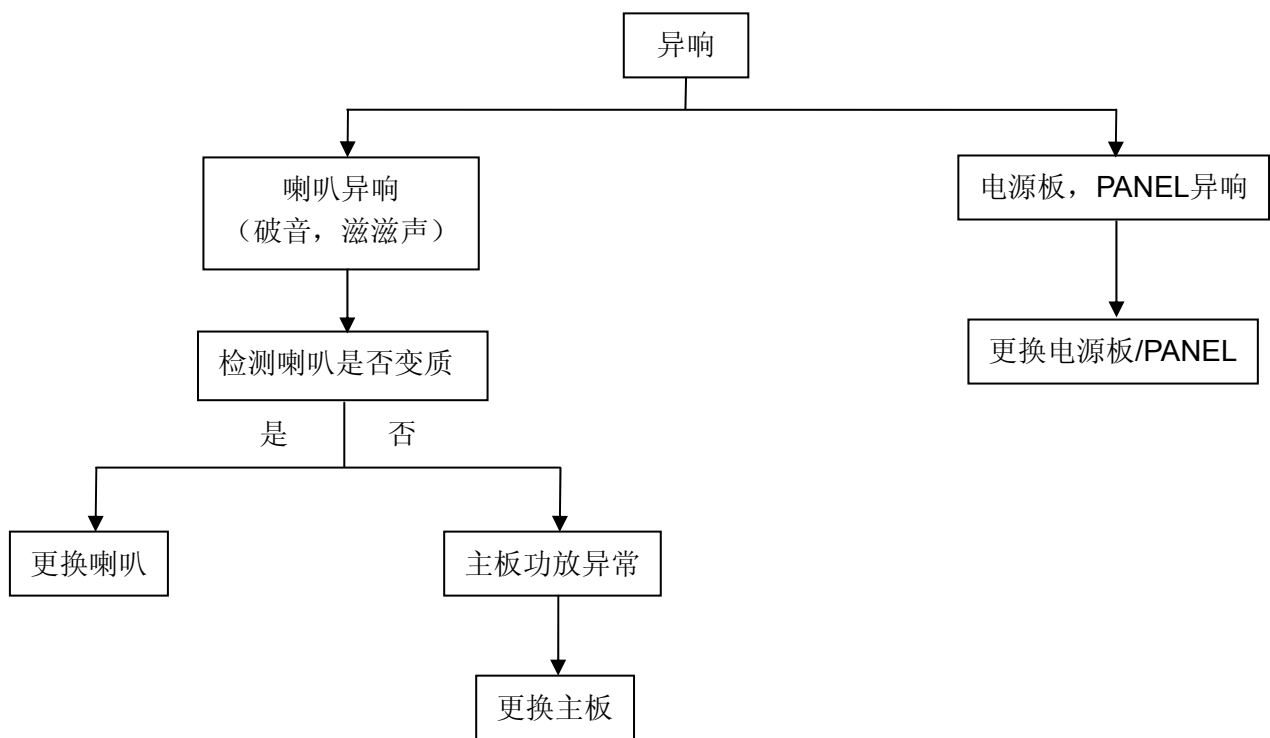 异响
喇叭异响
（破音，滋滋声）
电源板，PANEL异响
检测喇叭是否变质
更换电源板/PANEL
是
否
更换喇叭
主板功放异常
更换主板